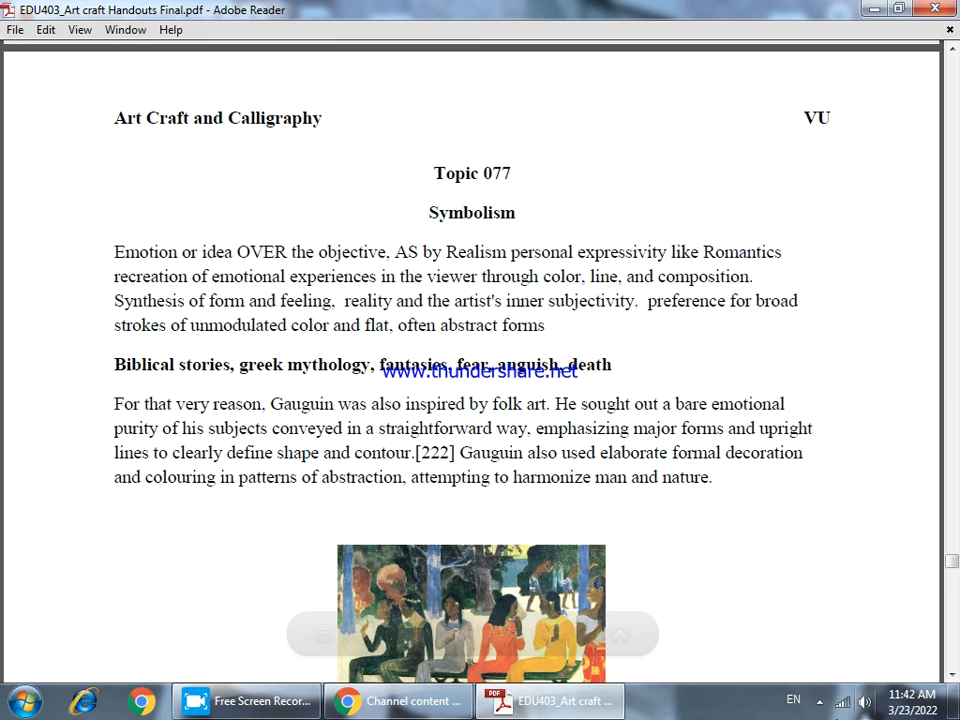 EDU403_Art craft Handouts Final.pdf - Adobe Reader
File Edit View Window Help
Art Craft and Calligraphy VU
Topic 077
Symbolism
Emotion or idea OVER the objective, AS by Realism personal expressivity like Romantics
recreation of emotional experiences in the viewer through color, line, and composition.
Synthesis of form and feeling,  reality and the artist's inner subjectivity.  preference for broad
strokes of unmodulated color and flat, often abstract forms
Biblical stories, greek mythology, fantasies, fear, anguish, death
www.thundershare.net
For that very reason, Gauguin was also inspired by folk art. He sought out a bare emotional
purity of his subjects conveyed in a straightforward way, emphasizing major forms and upright
lines to clearly define shape and contour.[222] Gauguin also used elaborate formal decoration
and colouring in patterns of abstraction, attempting to harmonize man and nature.
Free Screen Recor... Channel content ... PDF EDU403_Art craft ... EN 11:42 AM
3/23/2022